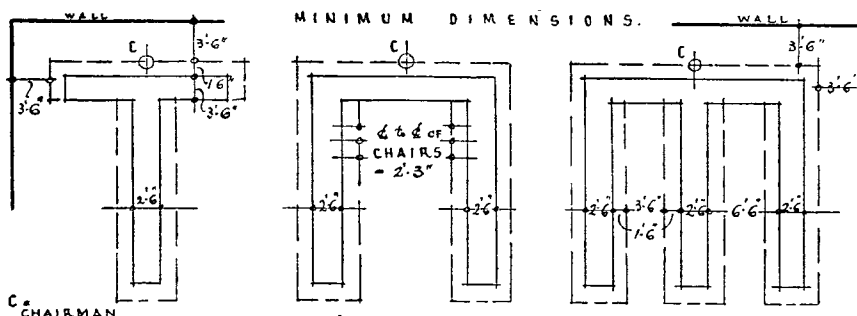 WALL
MINIMUM DIMENSIONS.
WALL
C
3'-6"
1'6"
3'-6"
3'-6"
2'-6"
C
℄ to ℄ OF
CHAIRS
= 2'-3"
2'-6"
2'-6"
C
3'-6"
3'-6"
2'-6"
3'-6"
2'-6"
6'-6"
2'-6"
1'-6"
C =
CHAIRMAN